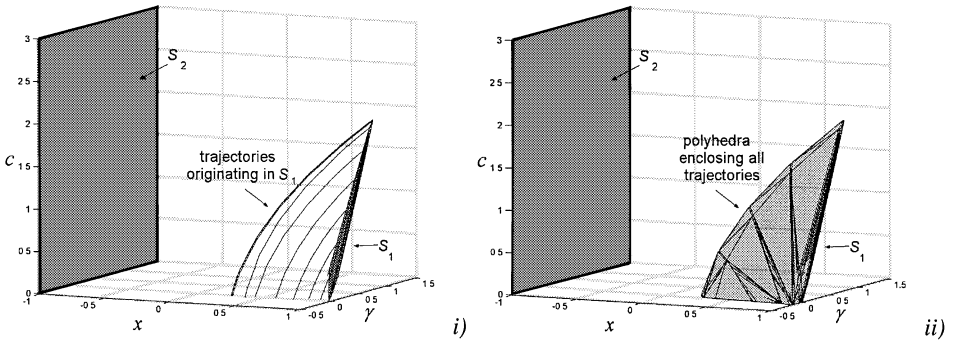 3
2 5
2
1 5
1
0 5
0
c
S2
trajectories
originating in S1
S1
-1
-0 5
0
0 5
1
x
-0 5
0
0 5
1
1 5
γ
i)
3
2 5
2
1 5
1
0 5
0
c
S2
polyhedra
enclosing all
trajectories
S1
-1
-0 5
0
0 5
1
x
-0 5
0
0 5
1
1.5
γ
ii)